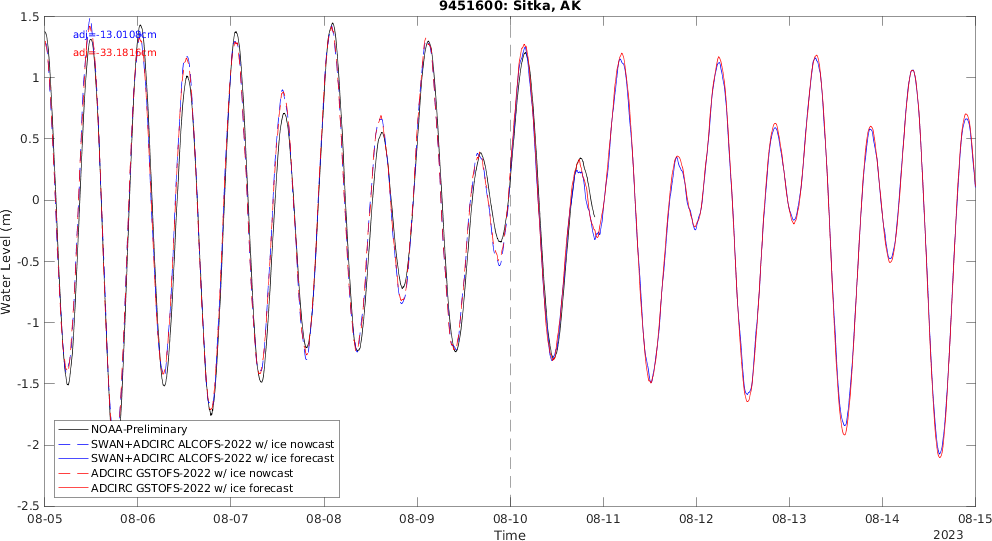 9451600: Sitka, AK
adj=-13.0108cm
adj=-33.1816cm
1.5
1
0.5
0
-0.5
-1
-1.5
-2
-2.5
Water Level (m)
NOAA-Preliminary
SWAN+ADCIRC ALCOFS-2022 w/ ice nowcast
SWAN+ADCIRC ALCOFS-2022 w/ ice forecast
ADCIRC GSTOFS-2022 w/ ice nowcast
ADCIRC GSTOFS-2022 w/ ice forecast
08-05 08-06 08-07 08-08 08-09 08-10 08-11 08-12 08-13 08-14 08-15
Time
2023